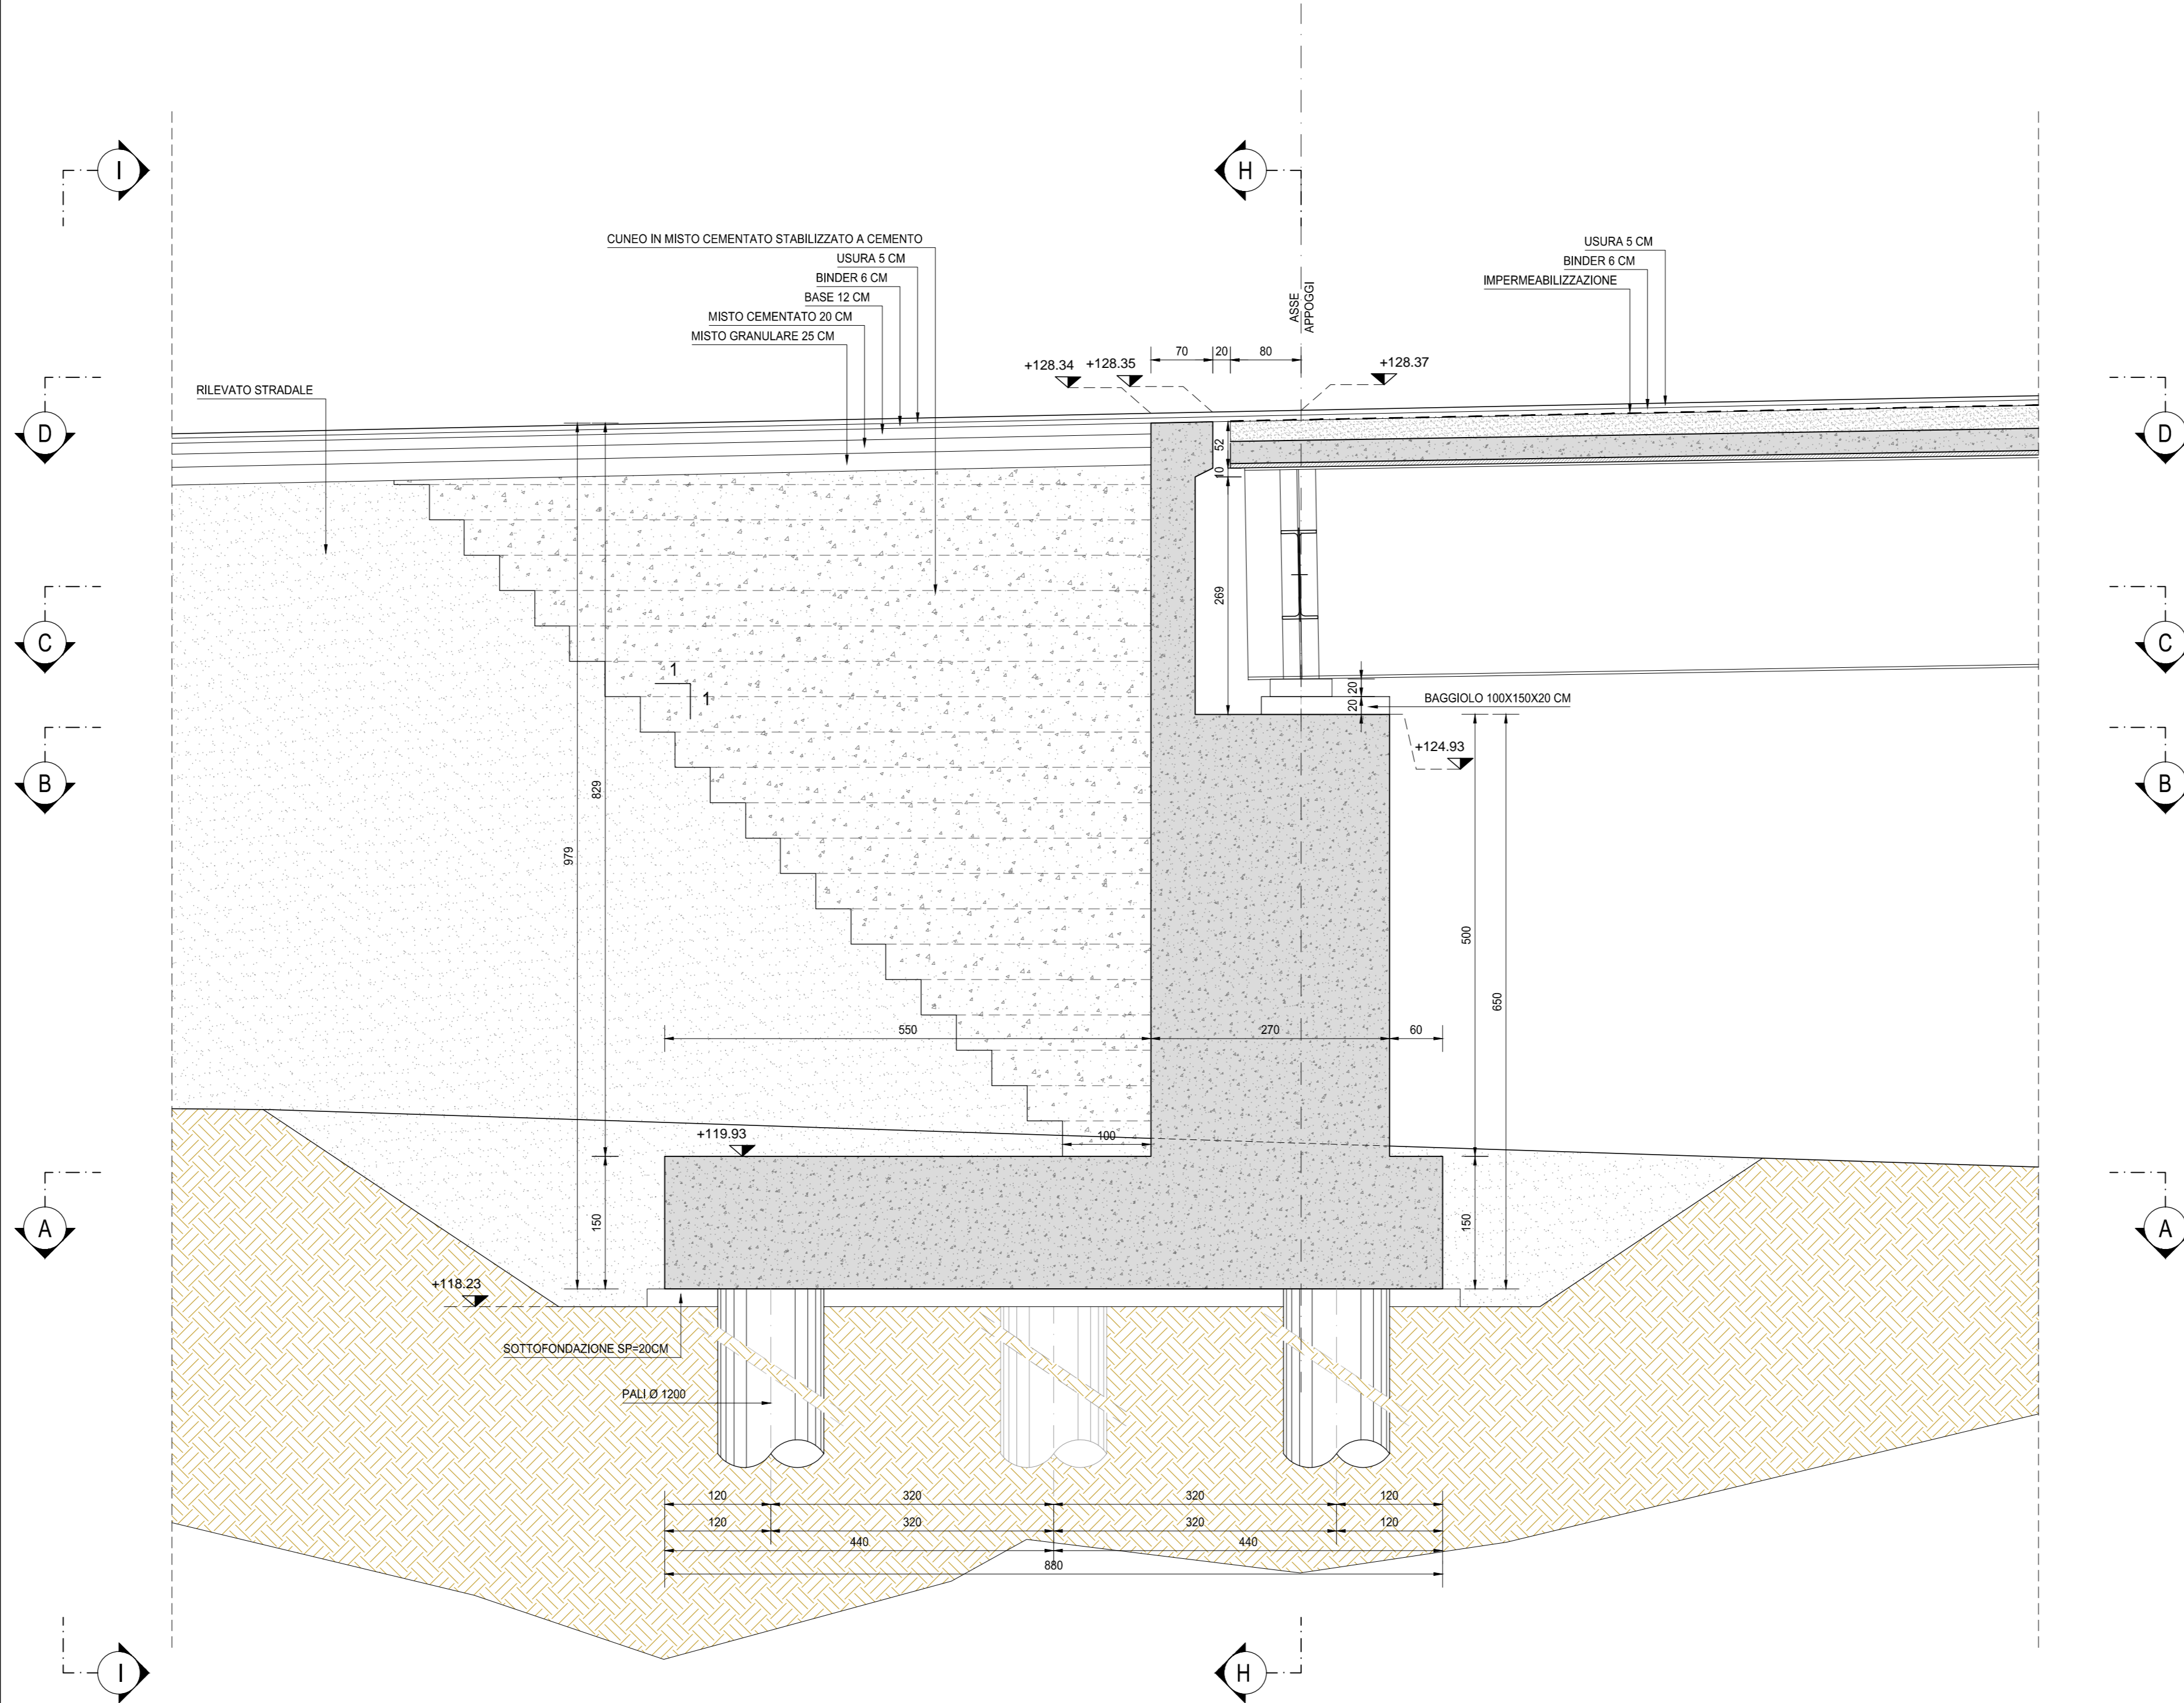 I
H
CUNEO IN MISTO CEMENTATO STABILIZZATO A CEMENTO
USURA 5 CM
BINDER 6 CM
BASE 12 CM
MISTO CEMENTATO 20 CM
MISTO GRANULARE 25 CM
USURA 5 CM
BINDER 6 CM
IMPERMEABILIZZAZIONE
ASSE
APPOGGI
70
20
80
+128.34
+128.35
+128.37
RILEVATO STRADALE
D
D
52
10
269
C
C
1
1
20
20
BAGGIOLO 100X150X20 CM
+124.93
B
B
829
979
500
650
550
270
60
+119.93
100
150
150
A
A
+118.23
SOTTOFONDAZIONE SP=20CM
PALI Ø 1200
120
320
320
120
120
320
320
120
440
440
880
I
H